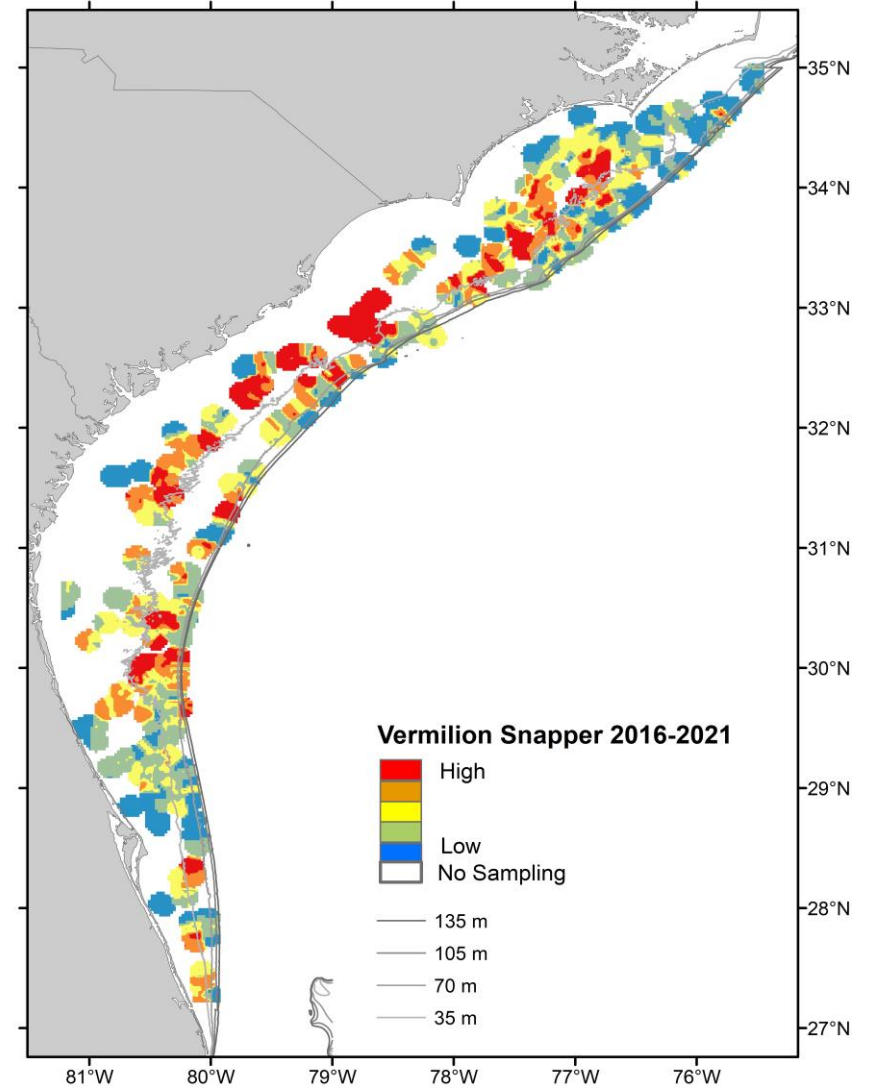 35°N
34°N
33°N
32°N
31°N
30°N
Vermilion Snapper 2016-2021
High
29°N
Low
No Sampling
28°N
135 m
105 m
70 m
35 m
27°N
81°W 80°W 79°W 78°W 77°W 76°W